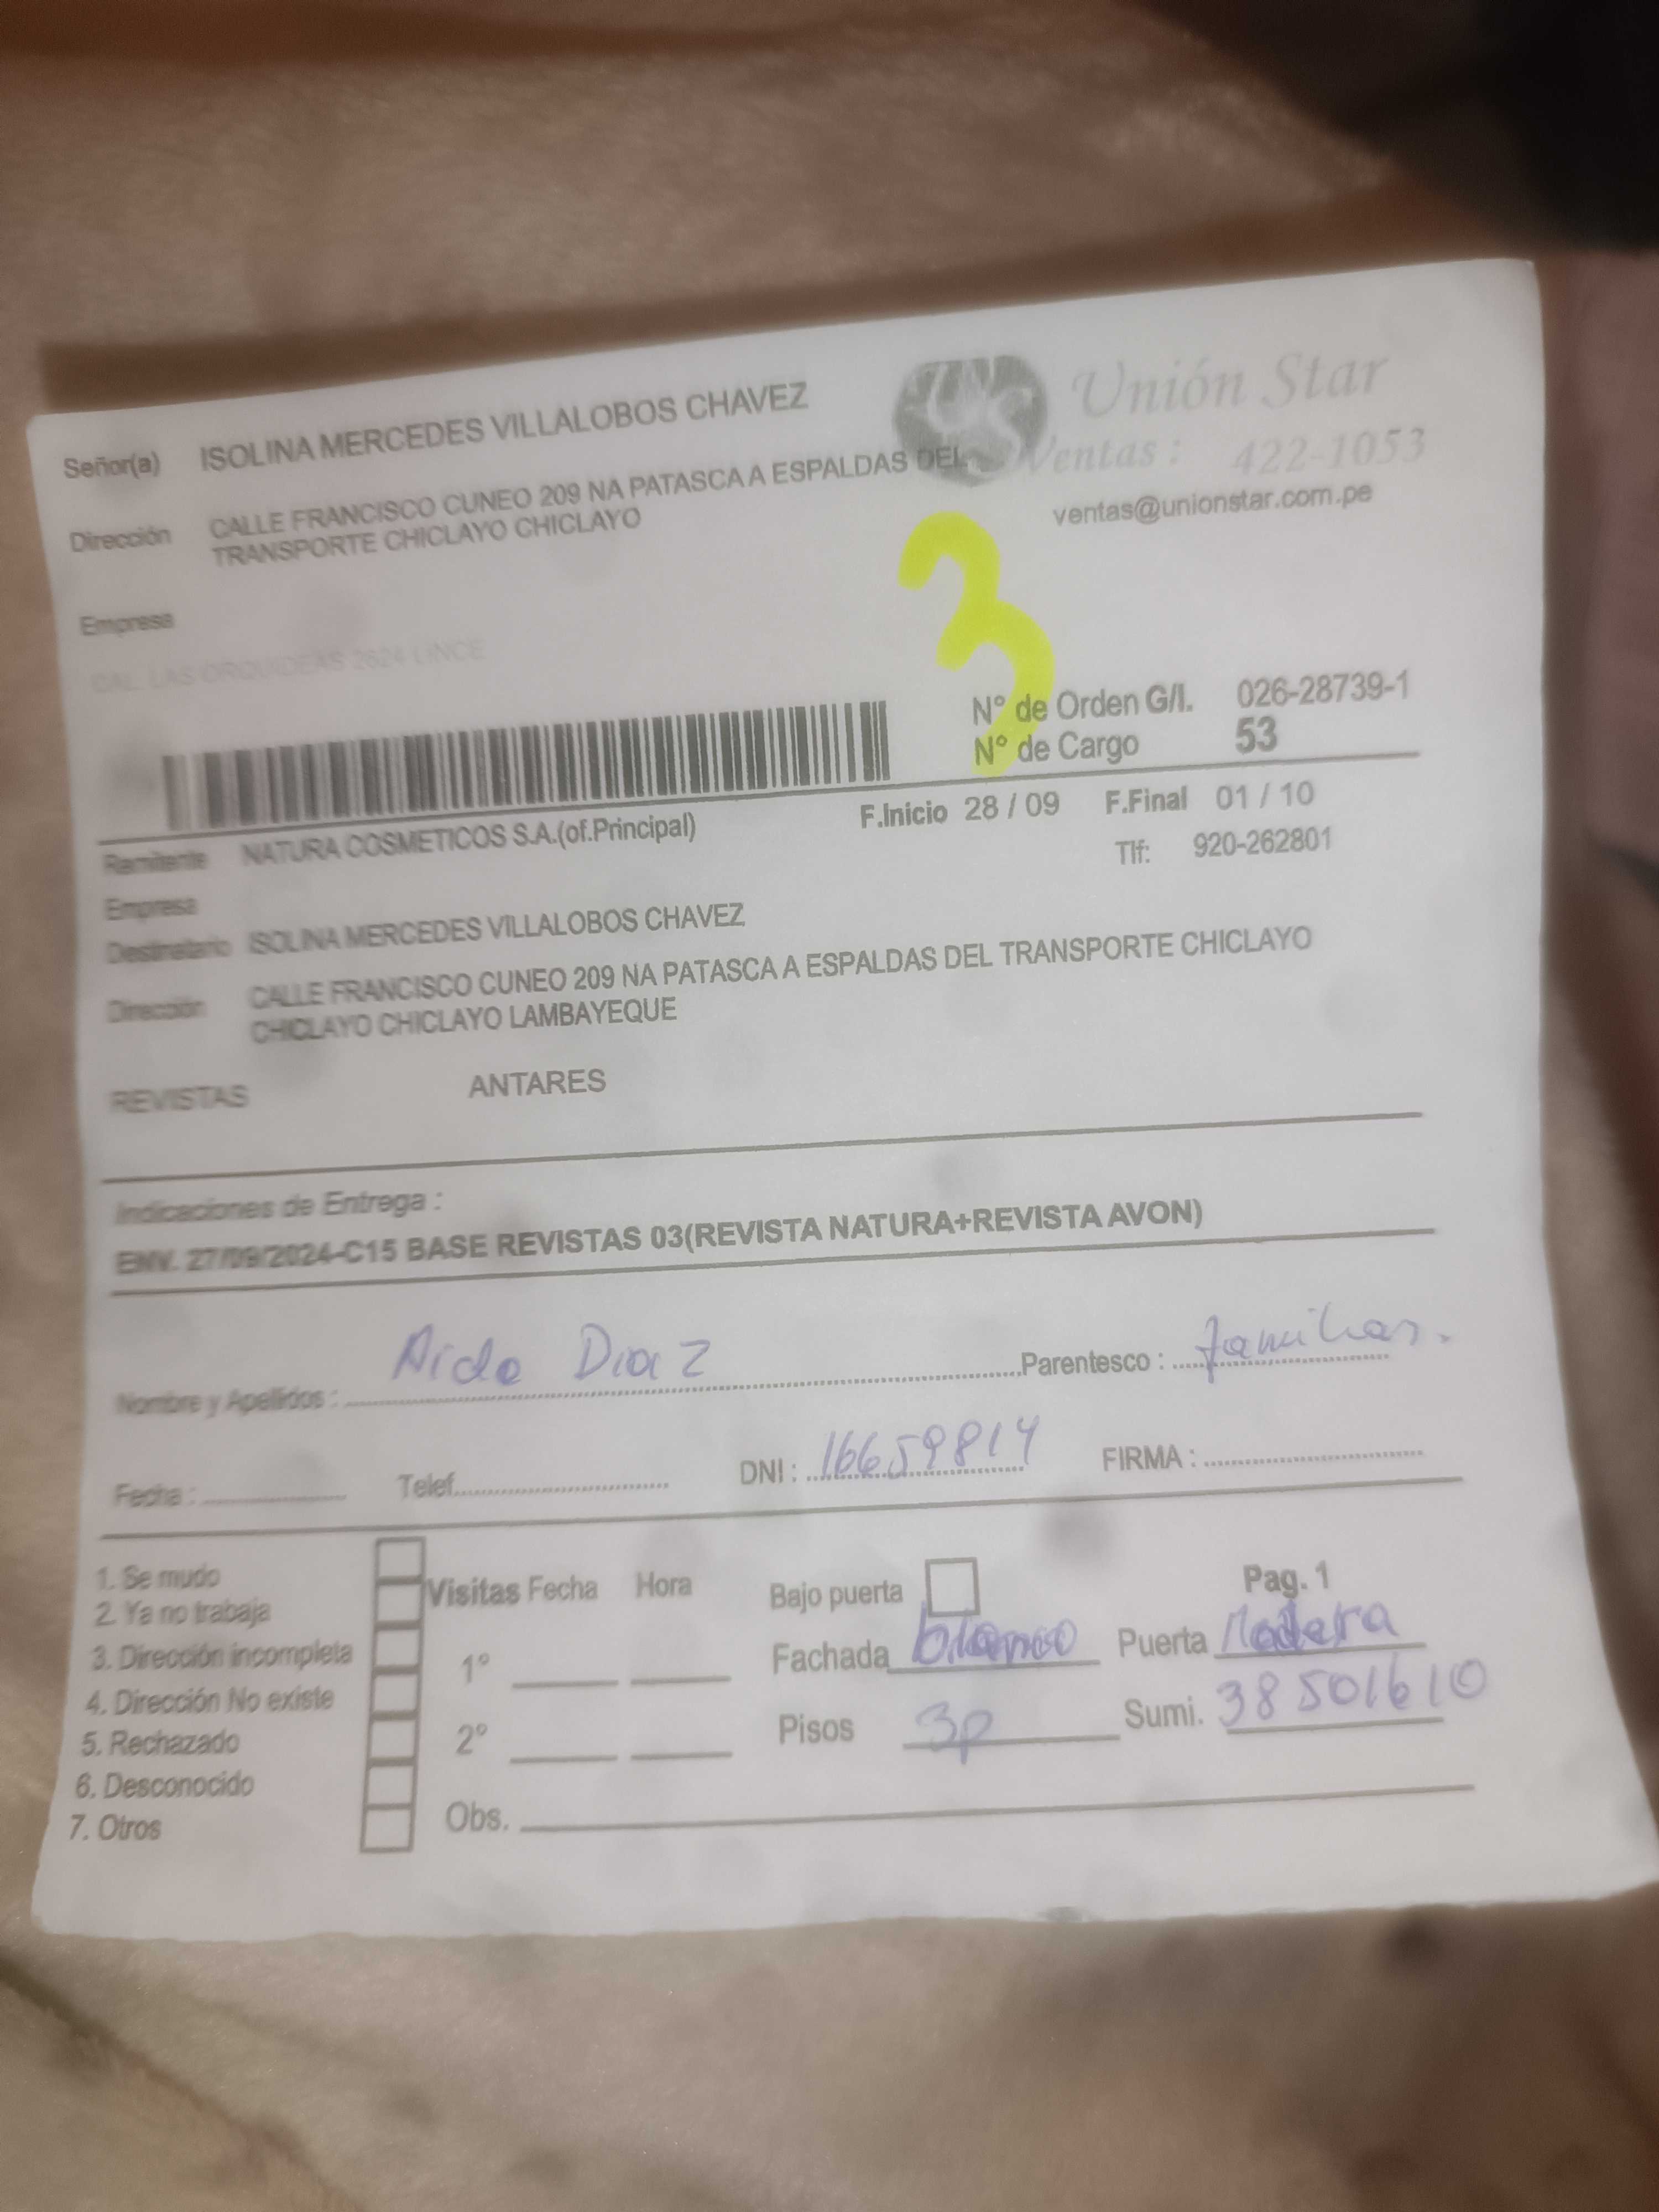 Señor(a) ISOLINA MERCEDES VILLALOBOS CHAVEZ
Unión Star
Ventas : 422-1053
ventas@unionstar.com.pe
Dirección CALLE FRANCISCO CUNEO 209 NA PATASCA A ESPALDAS DEL
TRANSPORTE CHICLAYO CHICLAYO
Empresa
CAL. LAS ORQUIDEAS 2624 LINCE
3
N° de Orden G/I. 026-28739-1
N° de Cargo 53
F.Inicio 28 / 09 F.Final 01 / 10
Remitente NATURA COSMETICOS S.A.(of.Principal)
Tlf: 920-262801
Empresa
Destinatario ISOLINA MERCEDES VILLALOBOS CHAVEZ
Dirección CALLE FRANCISCO CUNEO 209 NA PATASCA A ESPALDAS DEL TRANSPORTE CHICLAYO
CHICLAYO CHICLAYO LAMBAYEQUE
REVISTAS ANTARES
Indicaciones de Entrega :
ENV. 27/09/2024-C15 BASE REVISTAS 03(REVISTA NATURA+REVISTA AVON)
Nombre y Apellidos : Aida Diaz Parentesco : familiar.
Fecha : Telef. DNI : 16659814 FIRMA :
1. Se mudo
2. Ya no trabaja
3. Dirección incompleta
4. Dirección No existe
5. Rechazado
6. Desconocido
7. Otros
Visitas Fecha Hora
1°
2°
Obs.
Bajo puerta Pag. 1
Fachada blanco Puerta Madera
Pisos 3p Sumi. 38501610